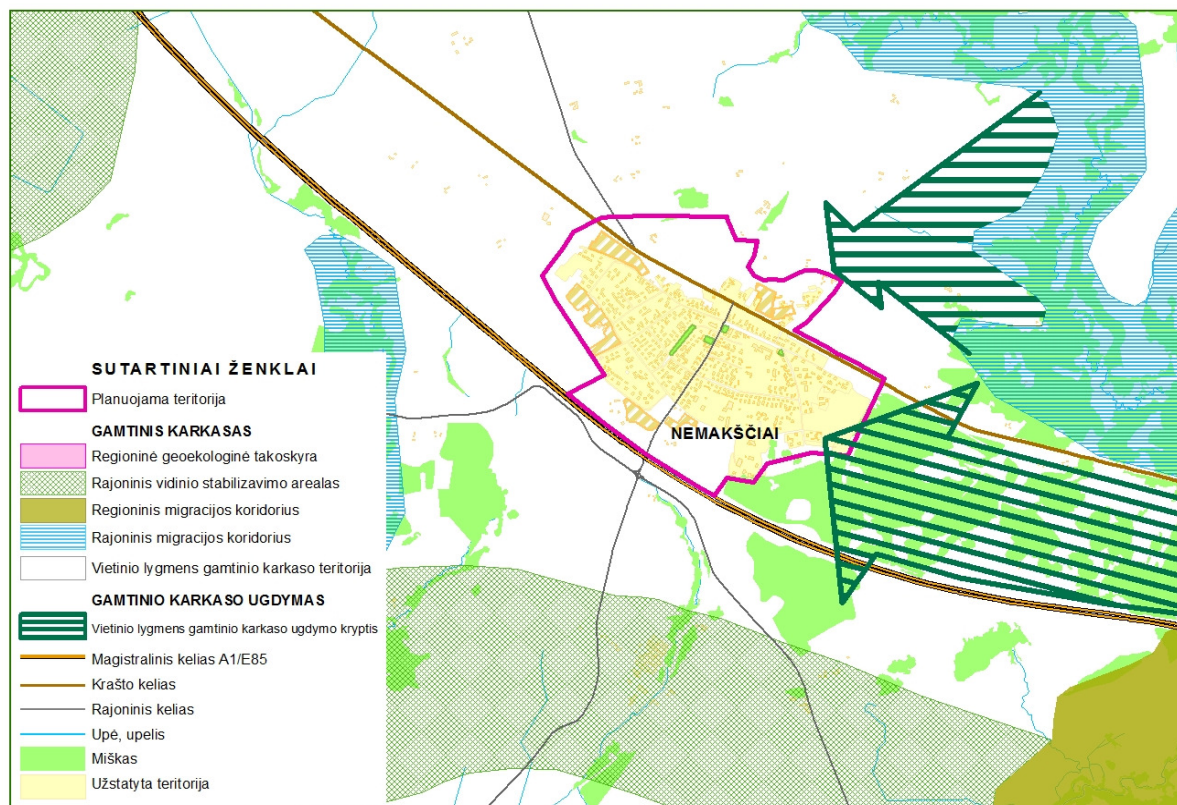 SUTARTINIAI ŽENKLAI
Planuojama teritorija
GAMTINIS KARKASAS
Regioninė geoekologinė takoskyra
Rajoninis vidinio stabilizavimo arealas
Regioninis migracijos koridorius
Rajoninis migracijos koridorius
Vietinio lygmens gamtinio karkaso teritorija
GAMTINIO KARKASO UGDYMAS
Vietinio lygmens gamtinio karkaso ugdymo kryptis
Magistralinis kelias A1/E85
Krašto kelias
Rajoninis kelias
Upė, upelis
Miškas
Užstatyta teritorija
NEMAKŠČIAI